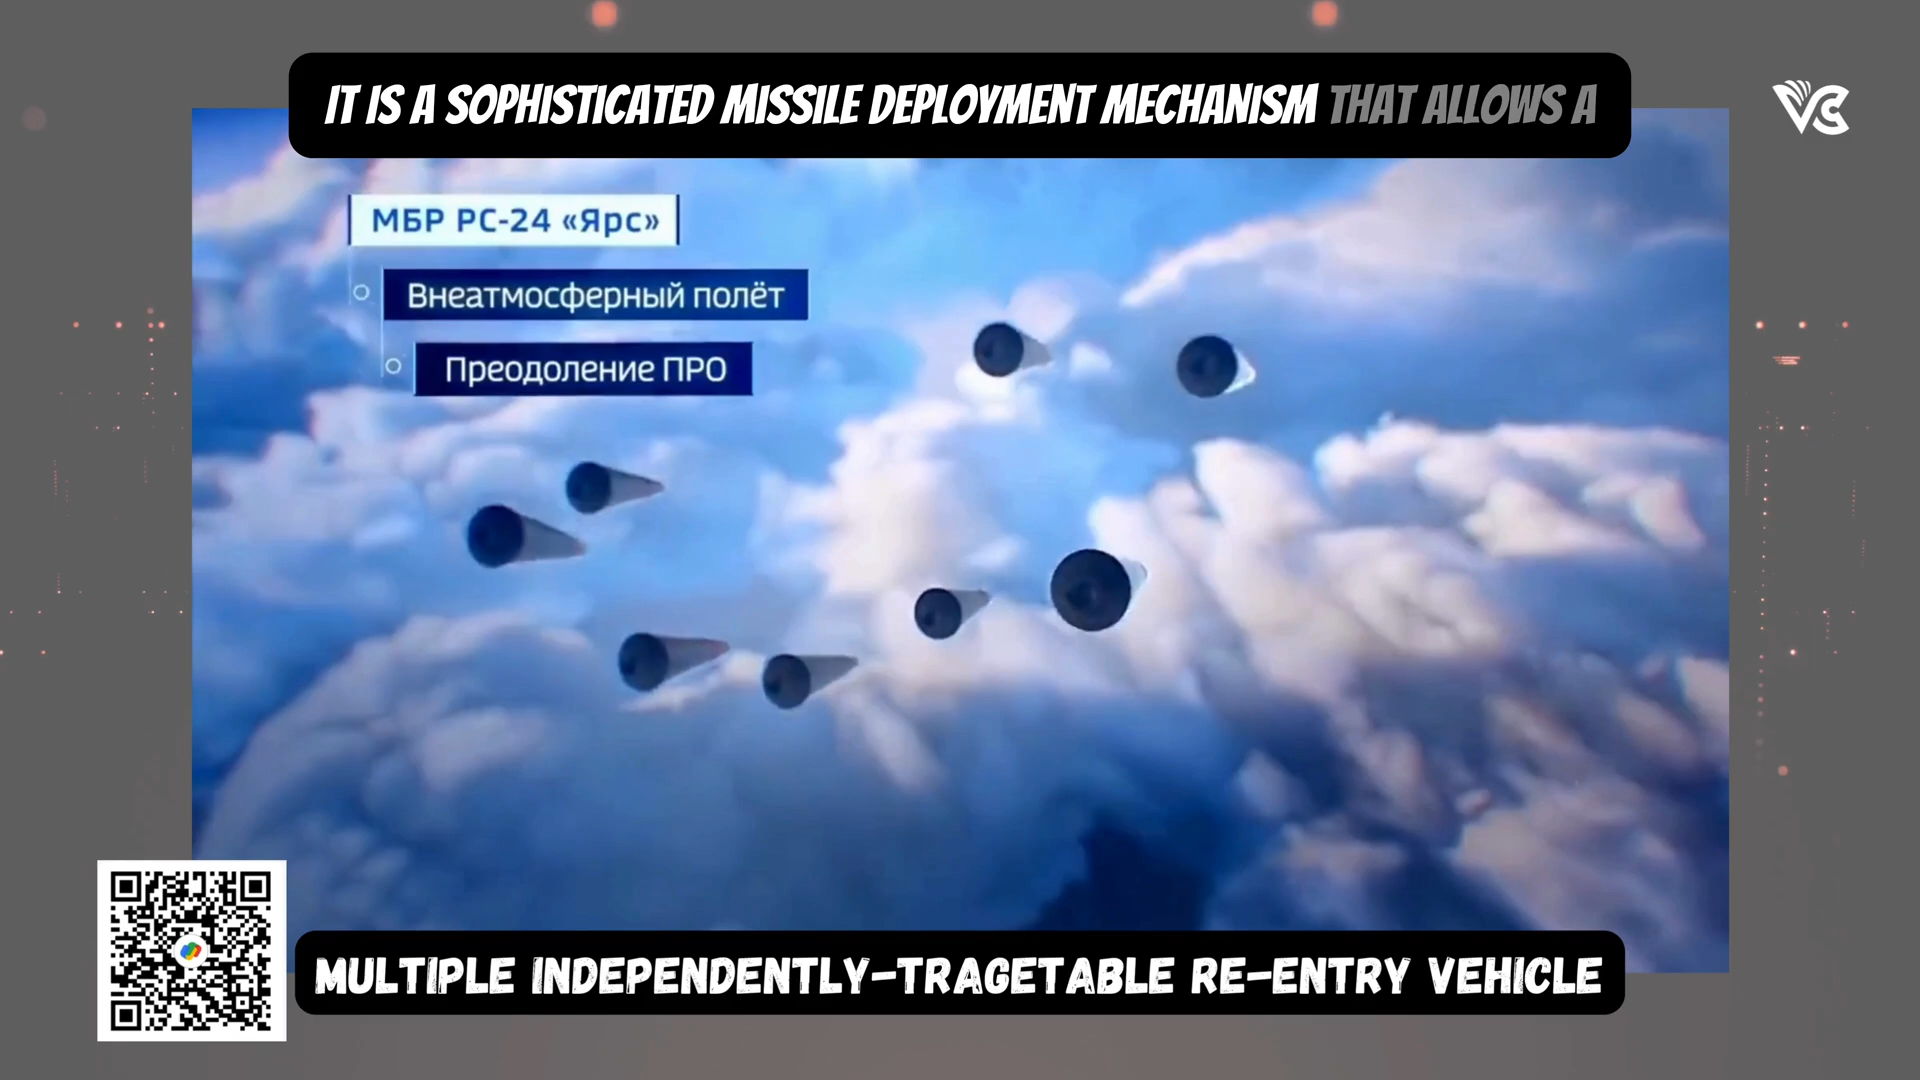 IT IS A SOPHISTICATED MISSILE DEPLOYMENT MECHANISM THAT ALLOWS A
VC
МБР РС-24 «Ярс»
Внеатмосферный полёт
Преодоление ПРО
MULTIPLE INDEPENDENTLY-TRAGETABLE RE-ENTRY VEHICLE